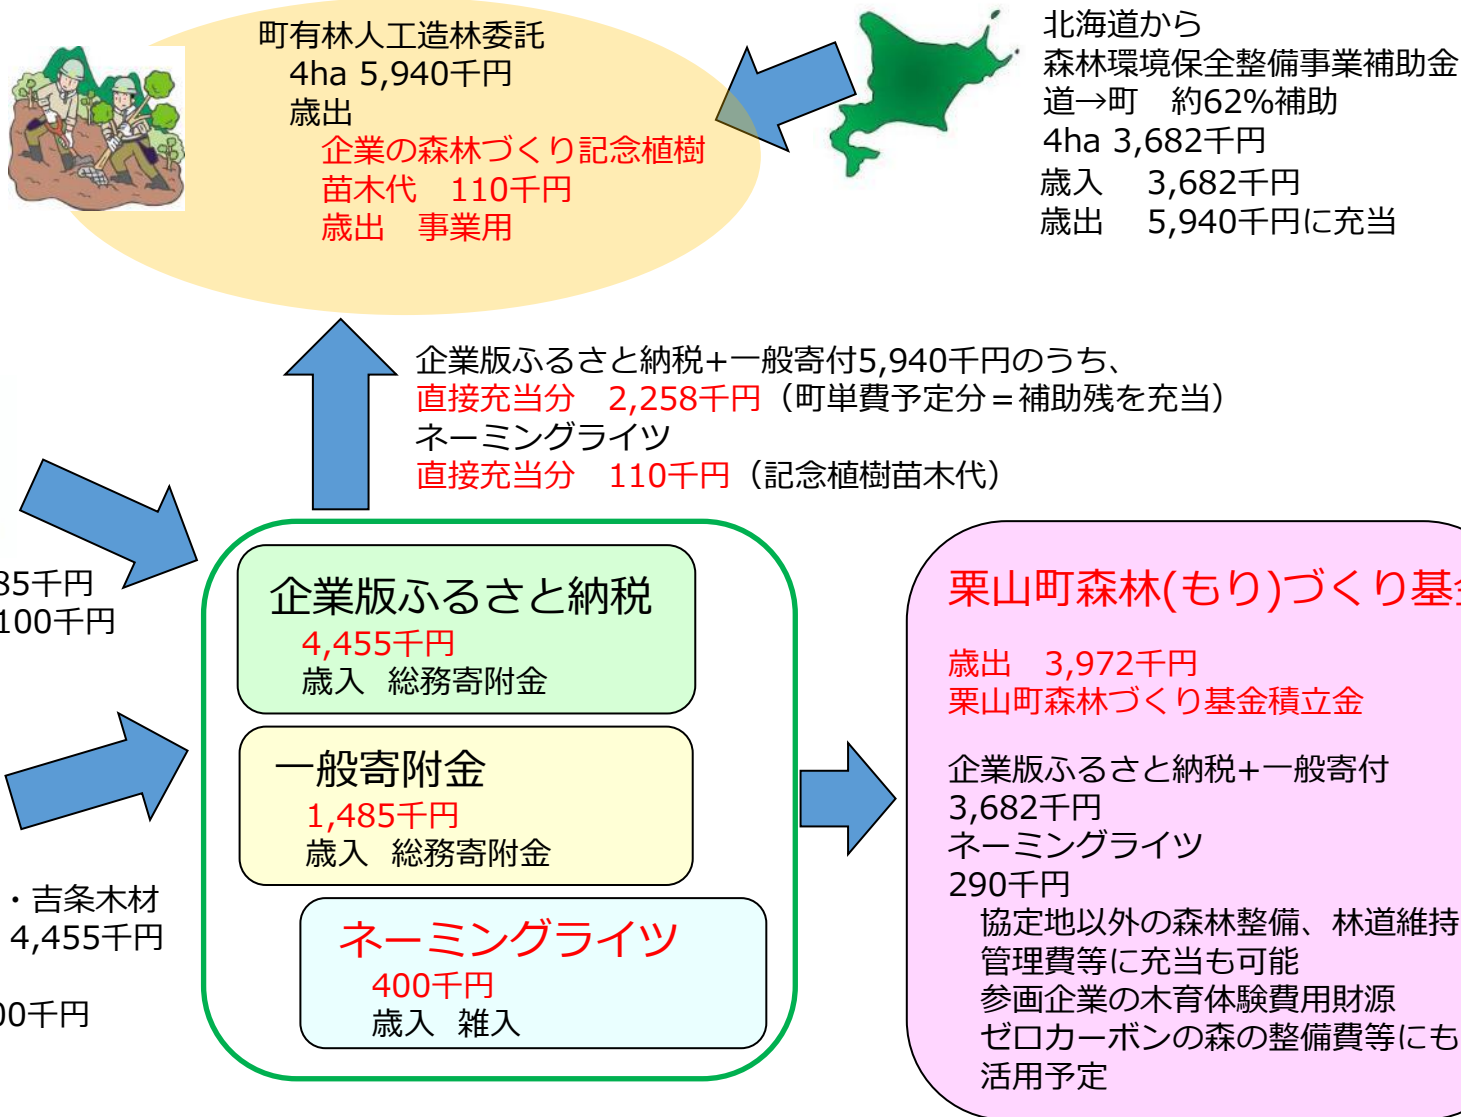 町有林人工造林委託
4ha 5,940千円
歳出
企業の森林づくり記念植樹
苗木代　110千円
歳出　事業用
北海道から
森林環境保全整備事業補助金
道→町　約62%補助
4ha 3,682千円
歳入　3,682千円
歳出　5,940千円に充当
企業版ふるさと納税+一般寄付5,940千円のうち、
直接充当分　2,258千円（町単費予定分＝補助残を充当）
ネーミングライツ
直接充当分　110千円（記念植樹苗木代）
85千円
100千円
・吉条木材
4,455千円
00千円
企業版ふるさと納税
4,455千円
歳入 総務寄附金
一般寄附金
1,485千円
歳入 総務寄附金
ネーミングライツ
400千円
歳入 雑入
栗山町森林(もり)づくり基
歳出　3,972千円
栗山町森林づくり基金積立金
企業版ふるさと納税+一般寄付
3,682千円
ネーミングライツ
290千円
協定地以外の森林整備、林道維持
管理費等に充当も可能
参画企業の木育体験費用財源
ゼロカーボンの森の整備費等にも
活用予定